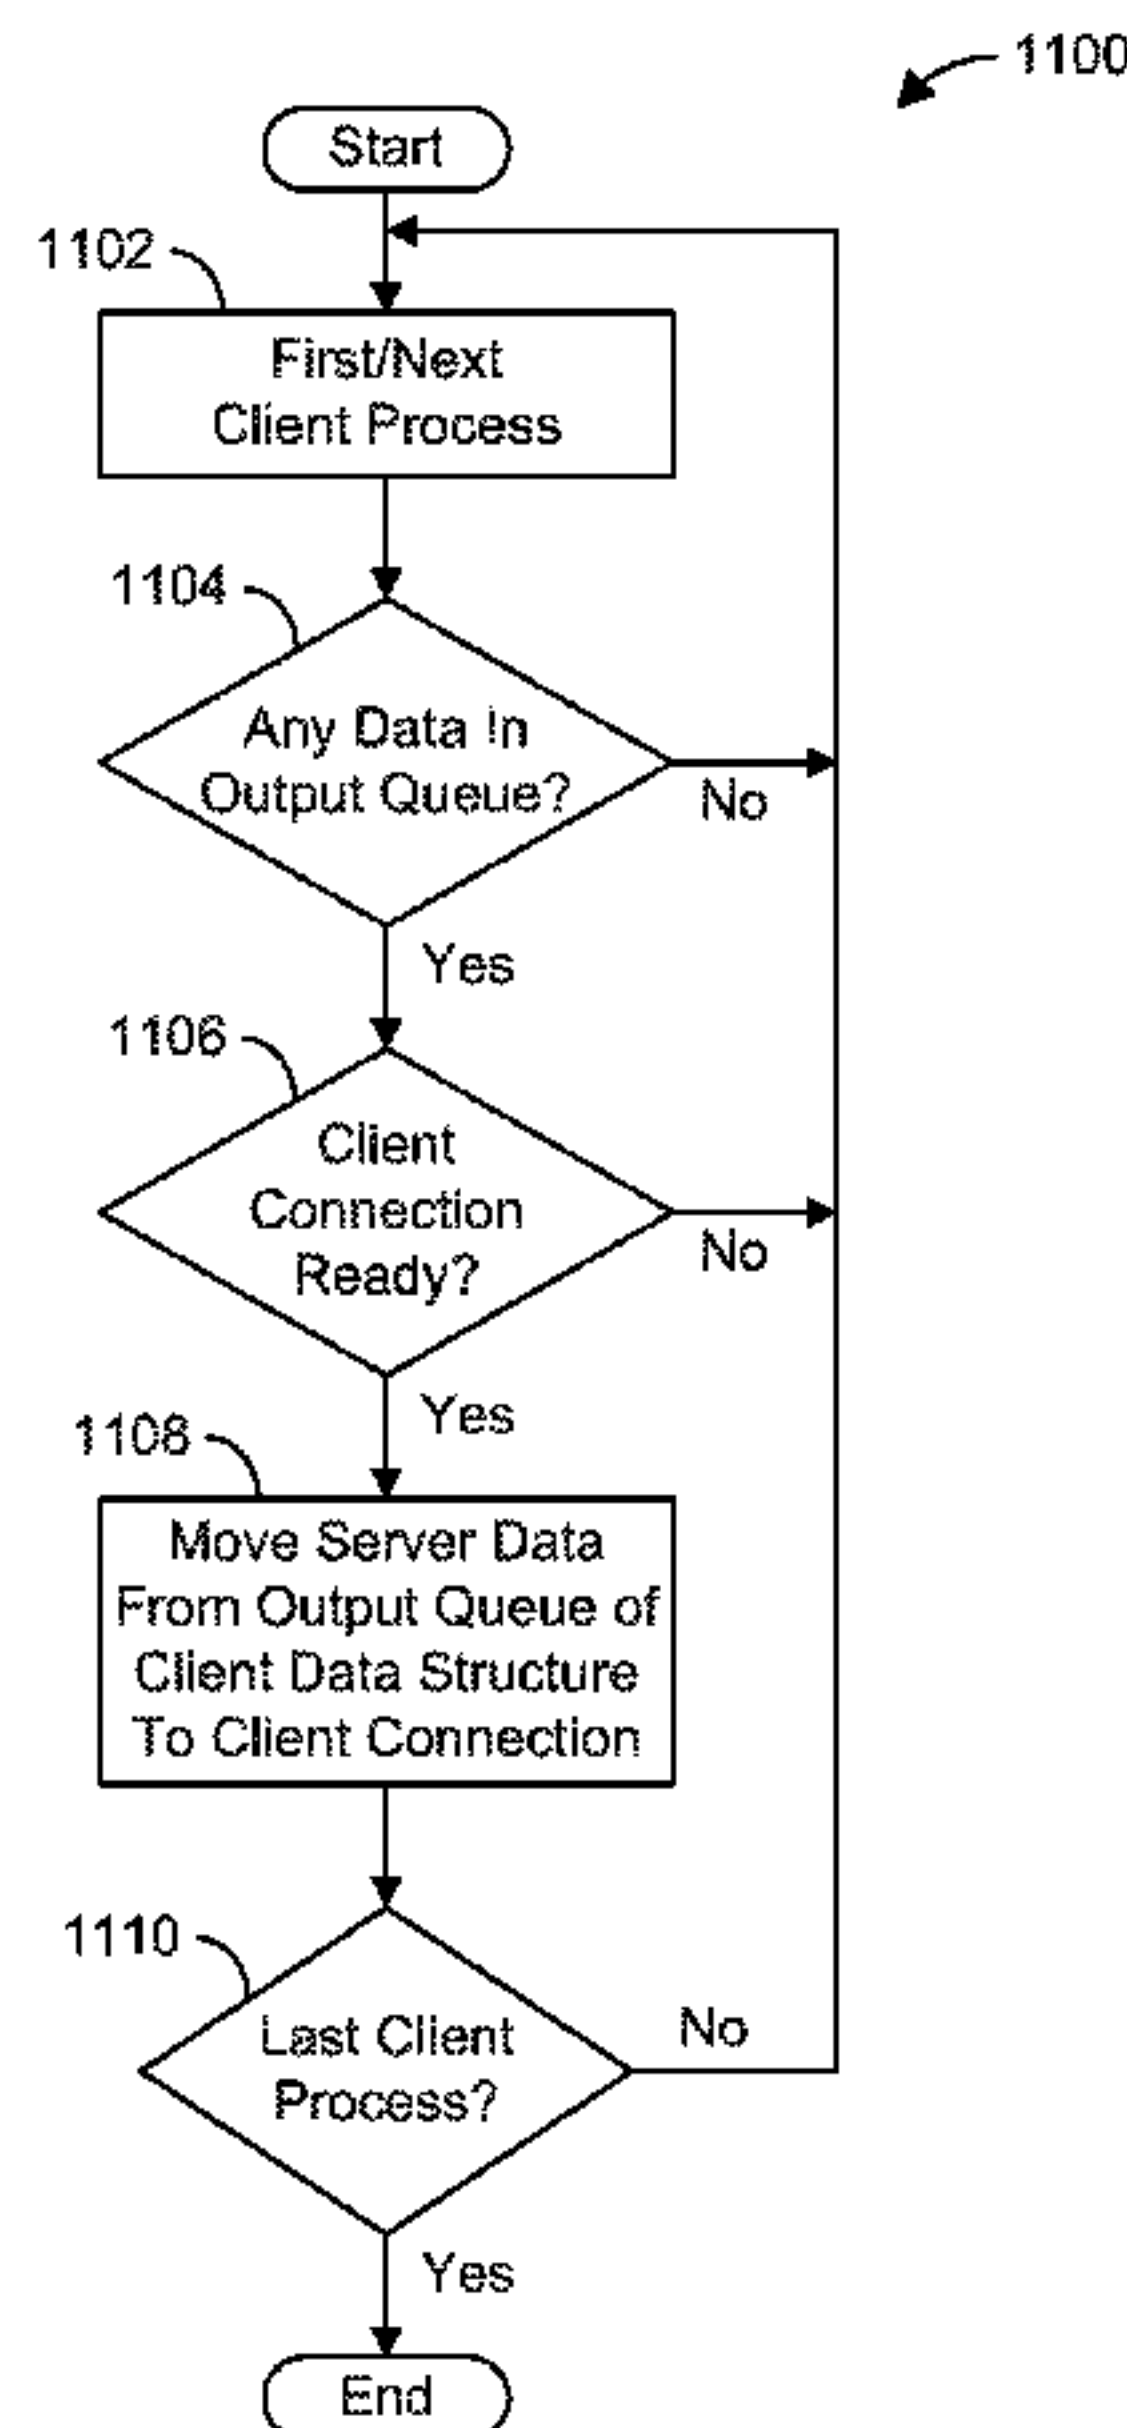 1100
Start
1102
First/Next
Client Process
1104
Any Data In
Output Queue?
No
Yes
1106
Client
Connection
Ready?
No
Yes
1108
Move Server Data
From Output Queue of
Client Data Structure
To Client Connection
1110
Last Client
Process?
No
Yes
End